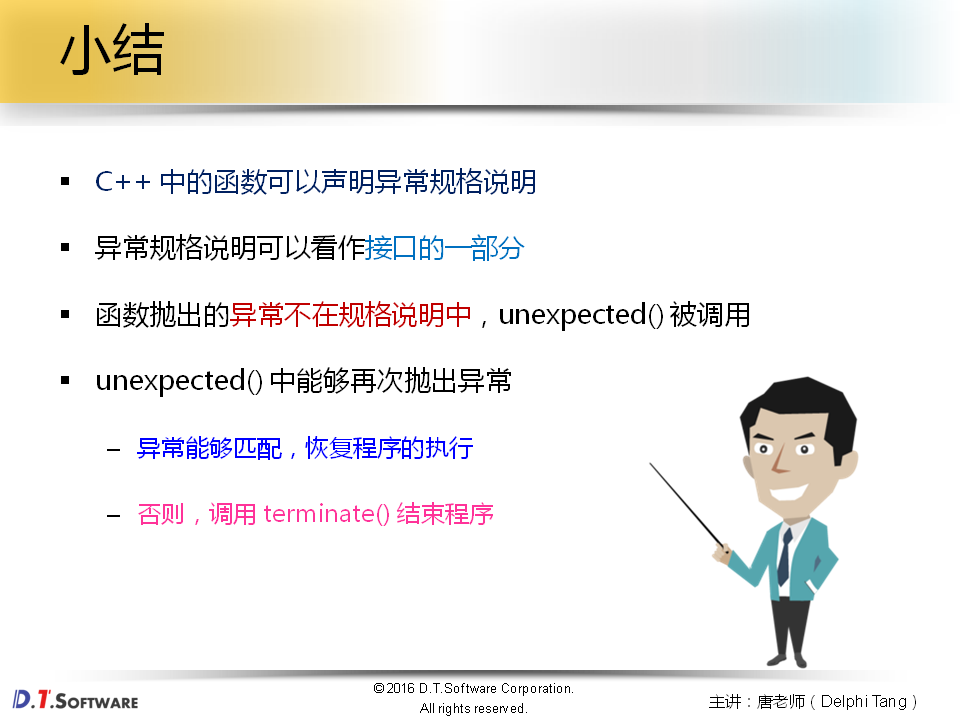 小结
▪ C++ 中的函数可以声明异常规格说明
▪ 异常规格说明可以看作接口的一部分
▪ 函数抛出的异常不在规格说明中，unexpected() 被调用
▪ unexpected() 中能够再次抛出异常
– 异常能够匹配，恢复程序的执行
– 否则，调用 terminate() 结束程序
D.T.SOFTWARE
©2016 D.T.Software Corporation.
All rights reserved.
主讲：唐老师（Delphi Tang）